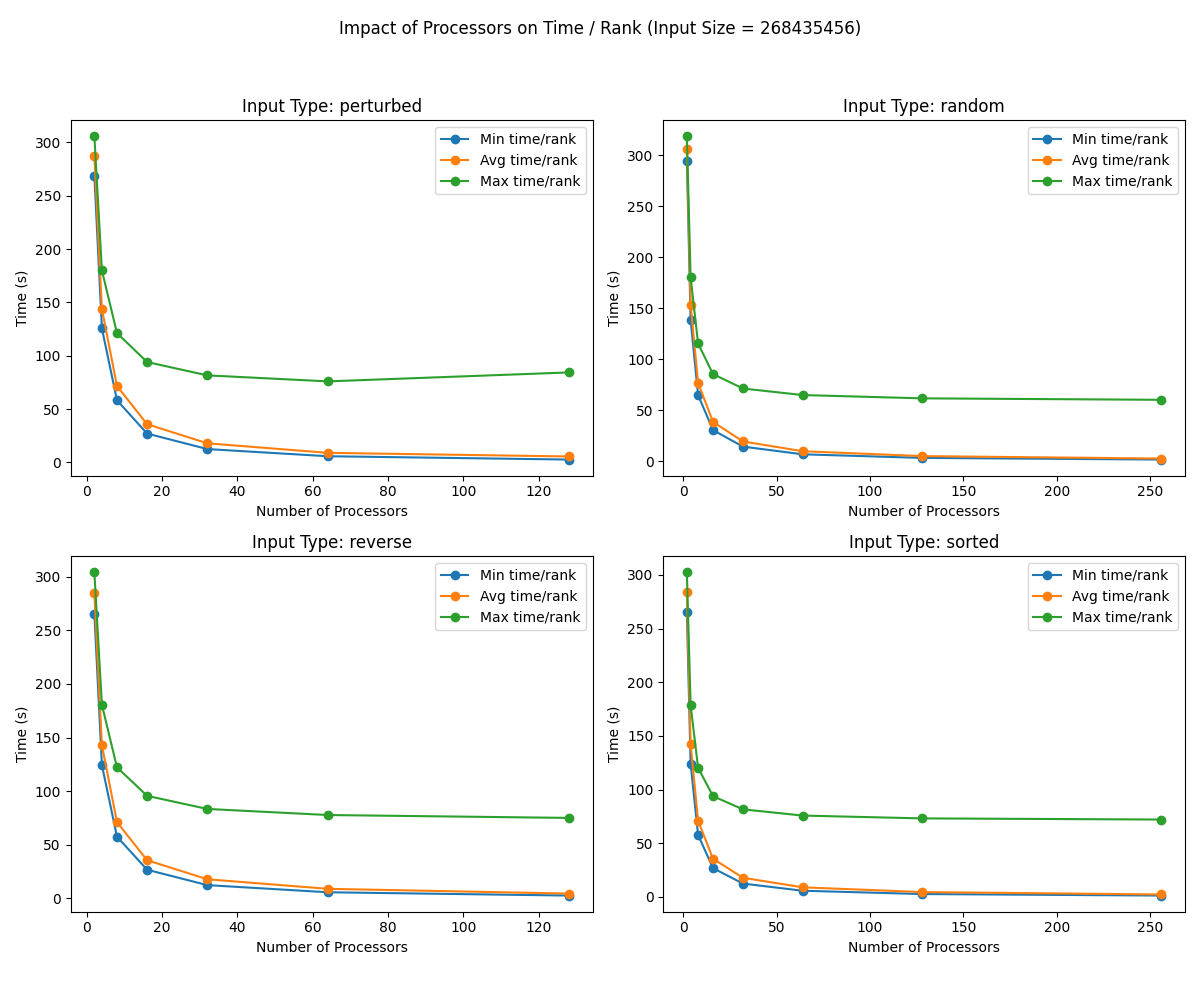 Impact of Processors on Time / Rank (Input Size = 268435456)
Input Type: perturbed
Time (s)
300
250
200
150
100
50
0
0 20 40 60 80 100 120
Number of Processors
Min time/rank
Avg time/rank
Max time/rank
Input Type: random
Time (s)
300
250
200
150
100
50
0
0 50 100 150 200 250
Number of Processors
Min time/rank
Avg time/rank
Max time/rank
Input Type: reverse
Time (s)
300
250
200
150
100
50
0
0 20 40 60 80 100 120
Number of Processors
Min time/rank
Avg time/rank
Max time/rank
Input Type: sorted
Time (s)
300
250
200
150
100
50
0
0 50 100 150 200 250
Number of Processors
Min time/rank
Avg time/rank
Max time/rank